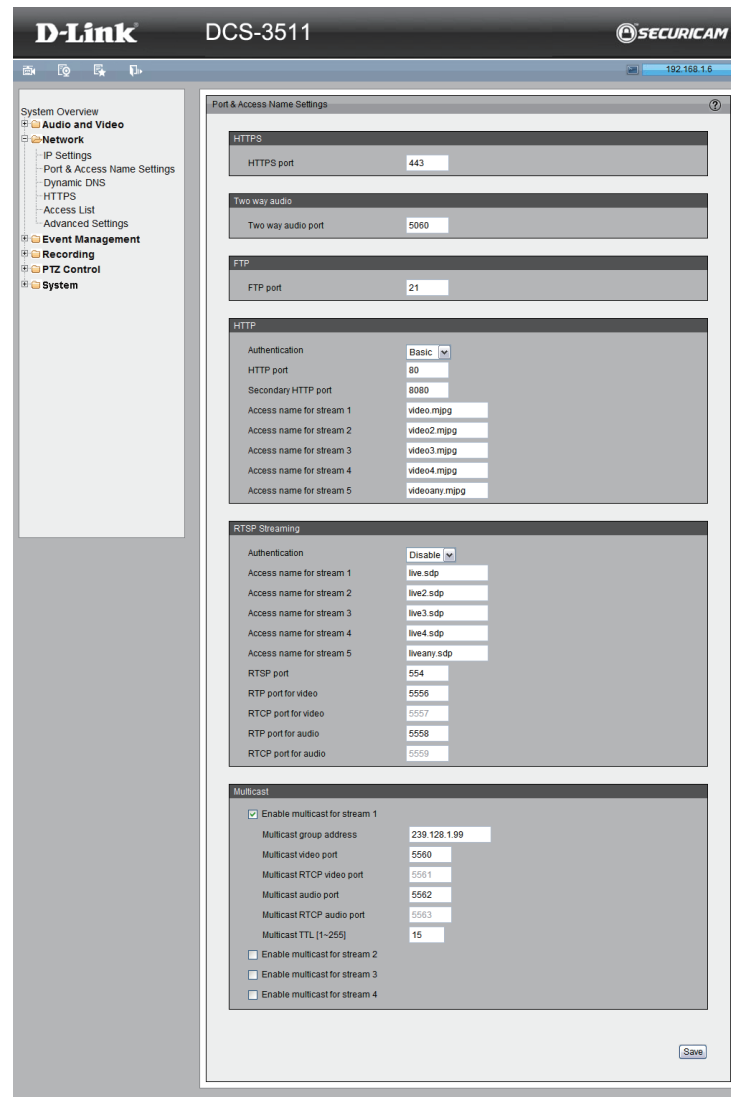 D-Link DCS-3511 SECURICAM
192.168.1.6
System Overview
Audio and Video
Network
IP Settings
Port & Access Name Settings
Dynamic DNS
HTTPS
Access List
Advanced Settings
Event Management
Recording
PTZ Control
System
Port & Access Name Settings
HTTPS
HTTPS port 443
Two way audio
Two way audio port 5060
FTP
FTP port 21
HTTP
Authentication Basic
HTTP port 80
Secondary HTTP port 8080
Access name for stream 1 video.mjpg
Access name for stream 2 video2.mjpg
Access name for stream 3 video3.mjpg
Access name for stream 4 video4.mjpg
Access name for stream 5 videoany.mjpg
RTSP Streaming
Authentication Disable
Access name for stream 1 live.sdp
Access name for stream 2 live2.sdp
Access name for stream 3 live3.sdp
Access name for stream 4 live4.sdp
Access name for stream 5 liveany.sdp
RTSP port 554
RTP port for video 5556
RTCP port for video 5557
RTP port for audio 5558
RTCP port for audio 5559
Multicast
Enable multicast for stream 1
Multicast group address 239.128.1.99
Multicast video port 5560
Multicast RTCP video port 5561
Multicast audio port 5562
Multicast RTCP audio port 5563
Multicast TTL [1~255] 15
Enable multicast for stream 2
Enable multicast for stream 3
Enable multicast for stream 4
Save